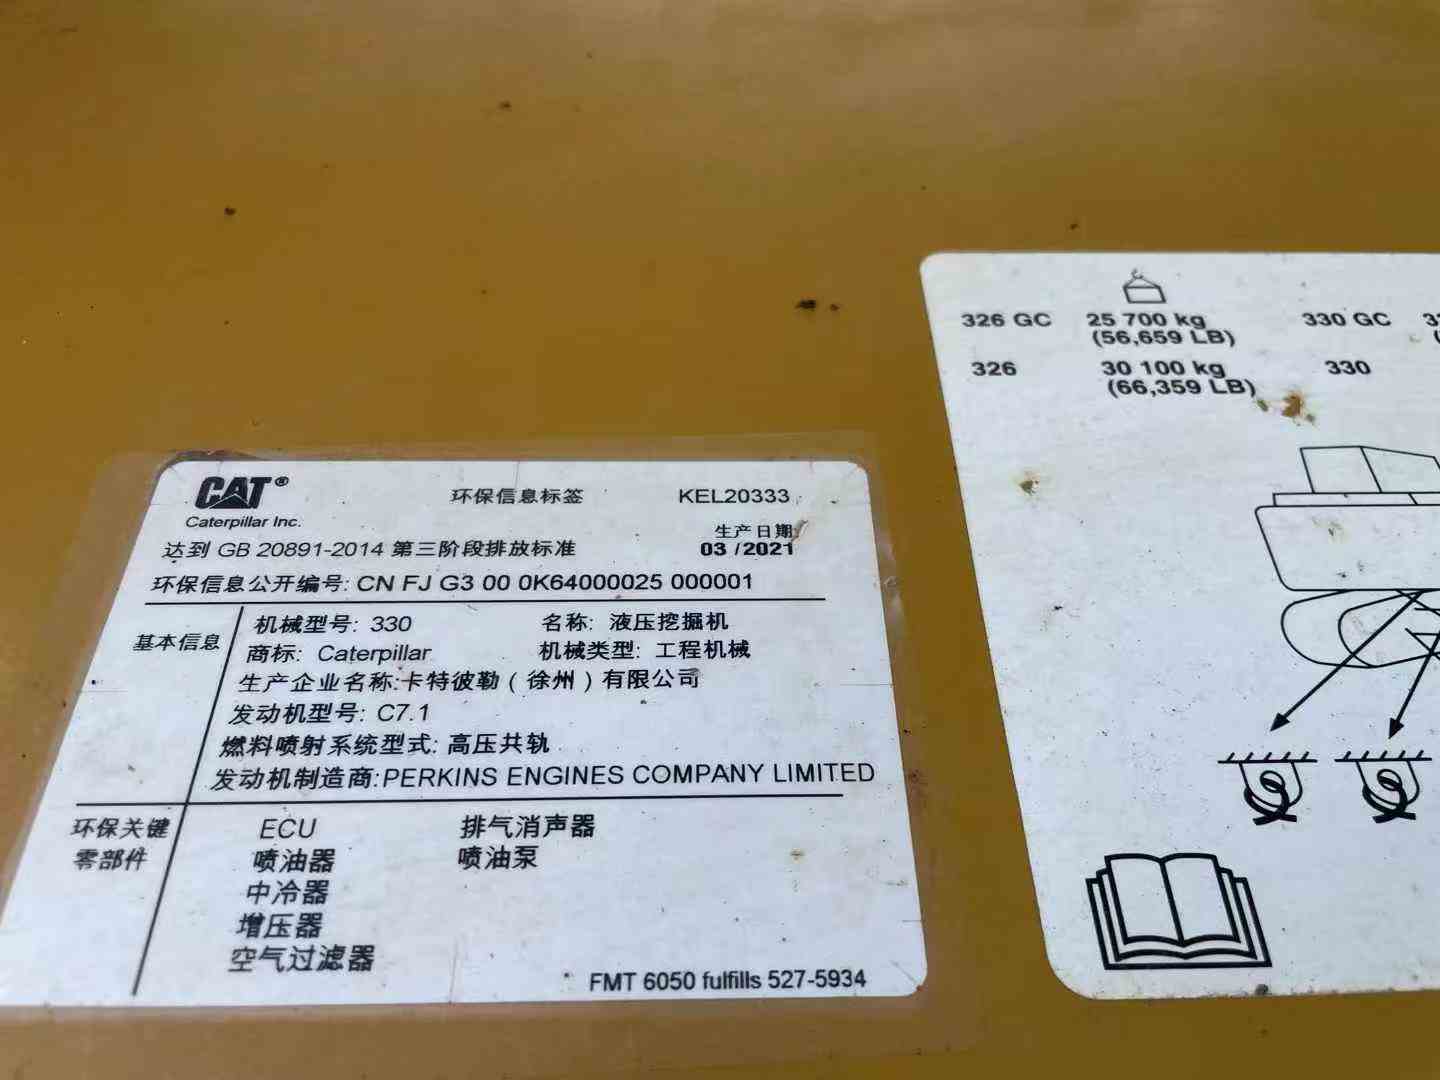 CAT®
Caterpillar Inc.
环保信息标签
KEL20333
生产日期:
03 /2021
达到 GB 20891-2014 第三阶段排放标准
环保信息公开编号: CN FJ G3 00 0K64000025 000001
基本信息
机械型号: 330
名称: 液压挖掘机
商标: Caterpillar
机械类型: 工程机械
生产企业名称:卡特彼勒(徐州)有限公司
发动机型号: C7.1
燃料喷射系统型式: 高压共轨
发动机制造商:PERKINS ENGINES COMPANY LIMITED
环保关键
零部件
ECU
排气消声器
喷油器
喷油泵
中冷器
增压器
空气过滤器
FMT 6050 fulfills 527-5934
326 GC
25 700 kg
(56,659 LB)
330 GC
326
30 100 kg
(66,359 LB)
330